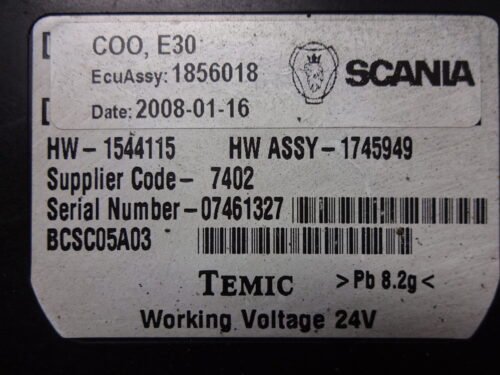 COO, E30
EcuAssy: 1856018
SCANIA
Date: 2008-01-16
HW-1544115 HW ASSY-1745949
Supplier Code- 7402
Serial Number-07461327
BCSC05A03
TEMIC >Pb 8.2g<
Working Voltage 24V